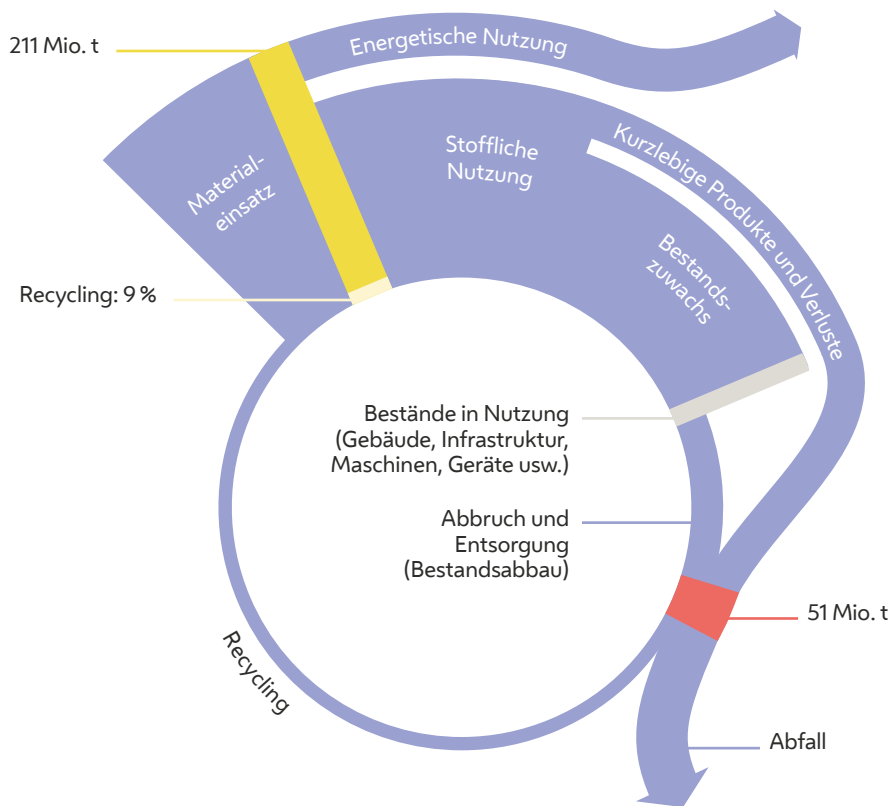 211 Mio. t
Energetische Nutzung
Material-
einsatz
Stoffliche
Nutzung
Kurzlebige Produkte und Verluste
Bestands-
zuwachs
Recycling: 9 %
Bestände in Nutzung
(Gebäude, Infrastruktur,
Maschinen, Geräte usw.)
Abbruch und
Entsorgung
(Bestandsabbau)
51 Mio. t
Recycling
Abfall